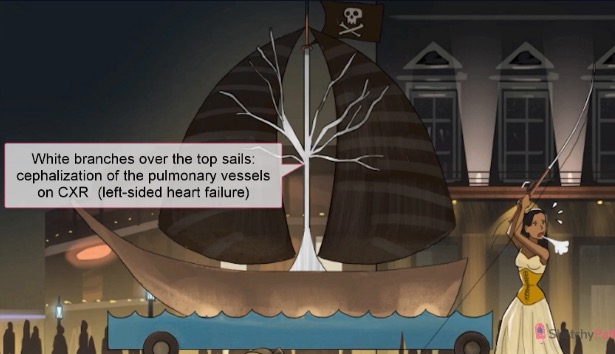 White branches over the top sails:
cephalization of the pulmonary vessels
on CXR (left-sided heart failure)